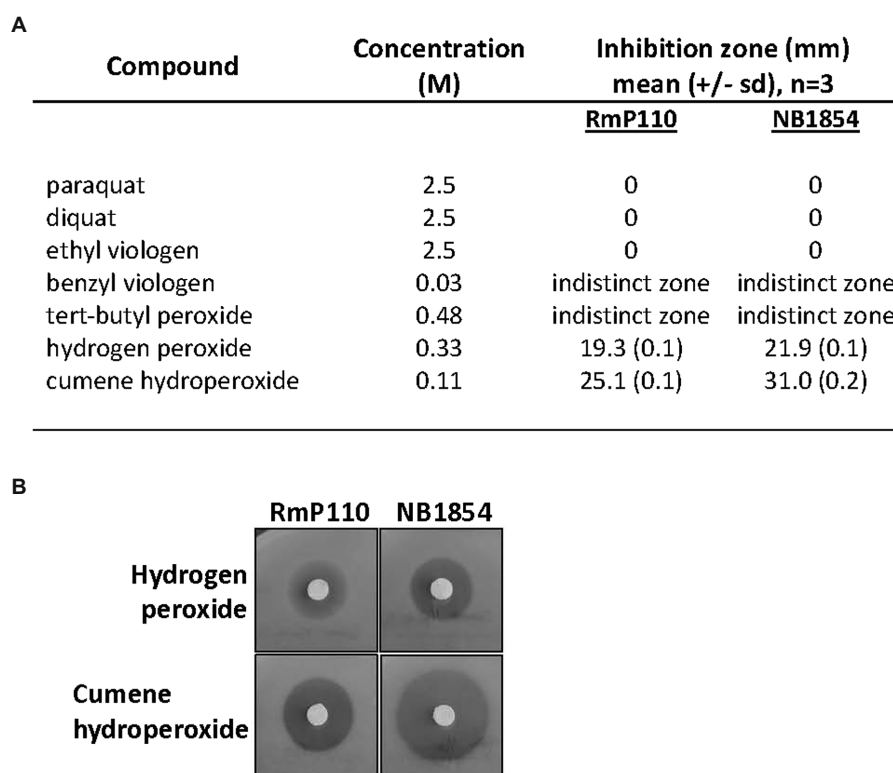 A
Compound Concentration (M) Inhibition zone (mm) mean (+/- sd), n=3
RmP110 NB1854
paraquat 2.5 0 0
diquat 2.5 0 0
ethyl viologen 2.5 0 0
benzyl viologen 0.03 indistinct zone indistinct zone
tert-butyl peroxide 0.48 indistinct zone indistinct zone
hydrogen peroxide 0.33 19.3 (0.1) 21.9 (0.1)
cumene hydroperoxide 0.11 25.1 (0.1) 31.0 (0.2)
B
RmP110 NB1854
Hydrogen
peroxide
Cumene
hydroperoxide